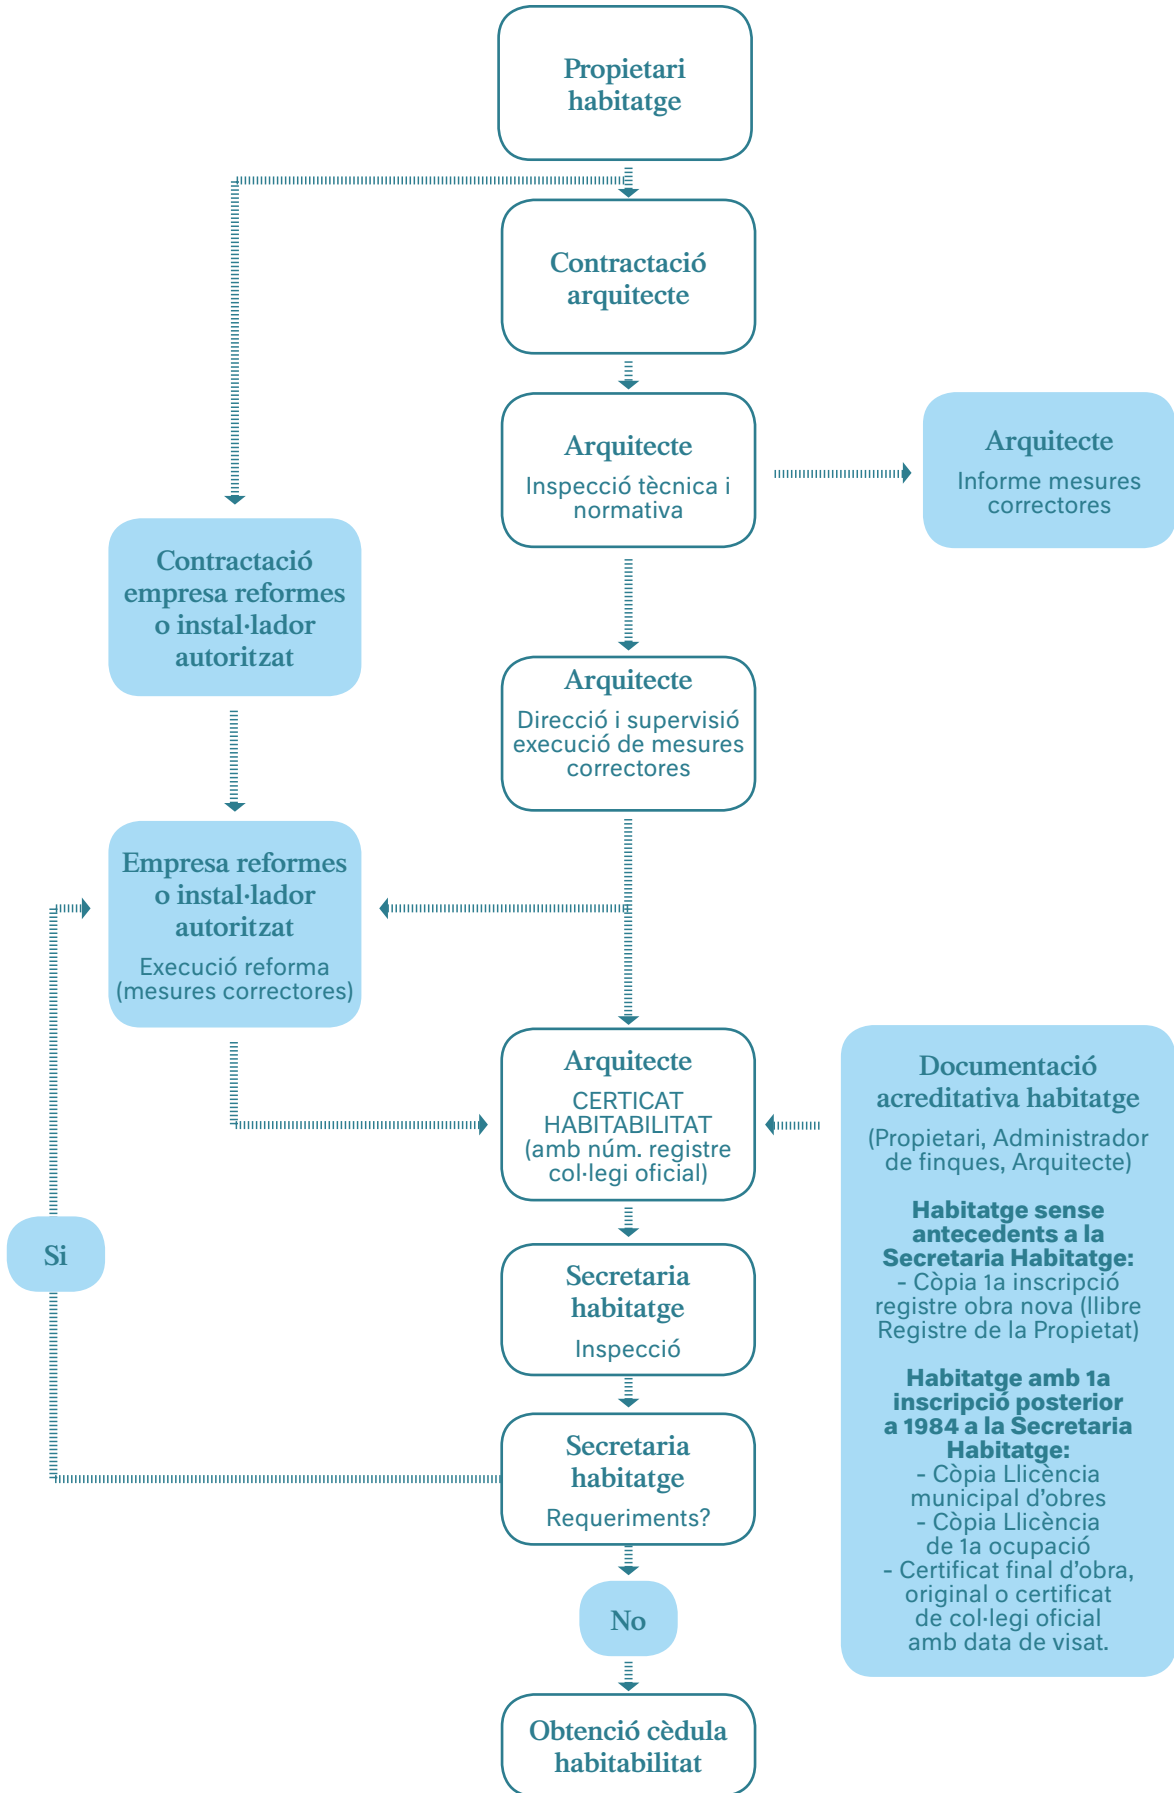 Propietari
habitatge
Contractació
arquitecte
Arquitecte
Inspecció tècnica i
normativa
Arquitecte
Informe mesures
correctores
Contractació
empresa reformes
o instal·lador
autoritzat
Arquitecte
Direcció i supervisió
execució de mesures
correctores
Empresa reformes
o instal·lador
autoritzat
Execució reforma
(mesures correctores)
Arquitecte
CERTICAT
HABITABILITAT
(amb núm. registre
col·legi oficial)
Documentació
acreditativa habitatge
(Propietari, Administrador
de finques, Arquitecte)
Habitatge sense
antecedents a la
Secretaria Habitatge:
- Còpia 1a inscripció
registre obra nova (llibre
Registre de la Propietat)
Habitatge amb 1a
inscripció posterior
a 1984 a la Secretaria
Habitatge:
- Còpia Llicència
municipal d'obres
- Còpia Llicència
de 1a ocupació
- Certificat final d'obra,
original o certificat
de col·legi oficial
amb data de visat.
Si
Secretaria
habitatge
Inspecció
Secretaria
habitatge
Requeriments?
No
Obtenció cèdula
habitabilitat